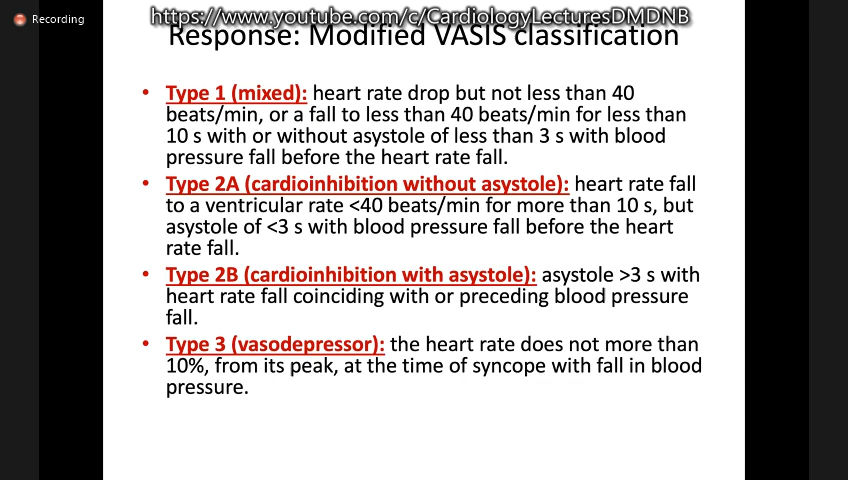 Recording
https://www.youtube.com/c/CardiologyLecturesDMDNB
Response: Modified VASIS classification
• Type 1 (mixed): heart rate drop but not less than 40
beats/min, or a fall to less than 40 beats/min for less than
10 s with or without asystole of less than 3 s with blood
pressure fall before the heart rate fall.
• Type 2A (cardioinhibition without asystole): heart rate fall
to a ventricular rate <40 beats/min for more than 10 s, but
asystole of <3 s with blood pressure fall before the heart
rate fall.
• Type 2B (cardioinhibition with asystole): asystole >3 s with
heart rate fall coinciding with or preceding blood pressure
fall.
• Type 3 (vasodepressor): the heart rate does not more than
10%, from its peak, at the time of syncope with fall in blood
pressure.